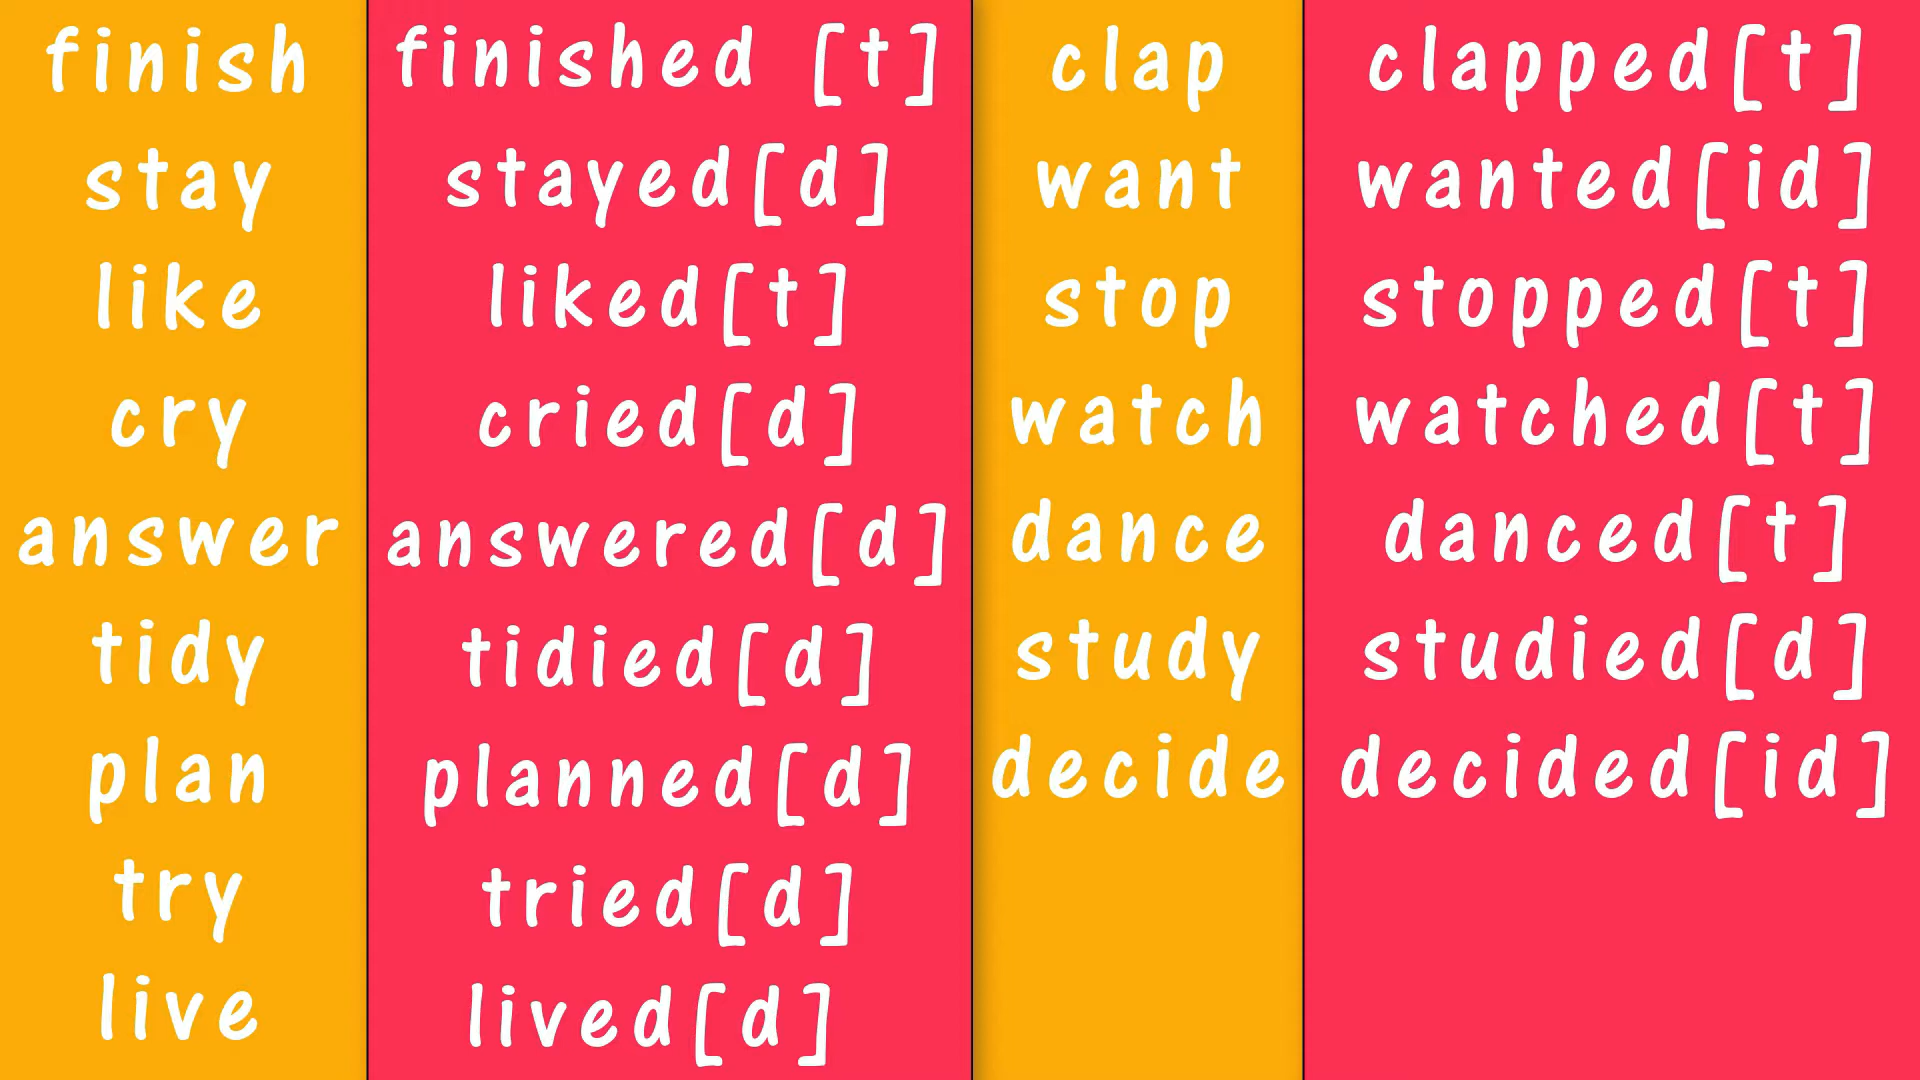 finish finished [t] clap clapped[t]
stay stayed[d] want wanted[id]
like liked[t] stop stopped[t]
cry cried[d] watch watched[t]
answer answered[d] dance danced[t]
tidy tidied[d] study studied[d]
plan planned[d] decide decided[id]
try tried[d]
live lived[d]